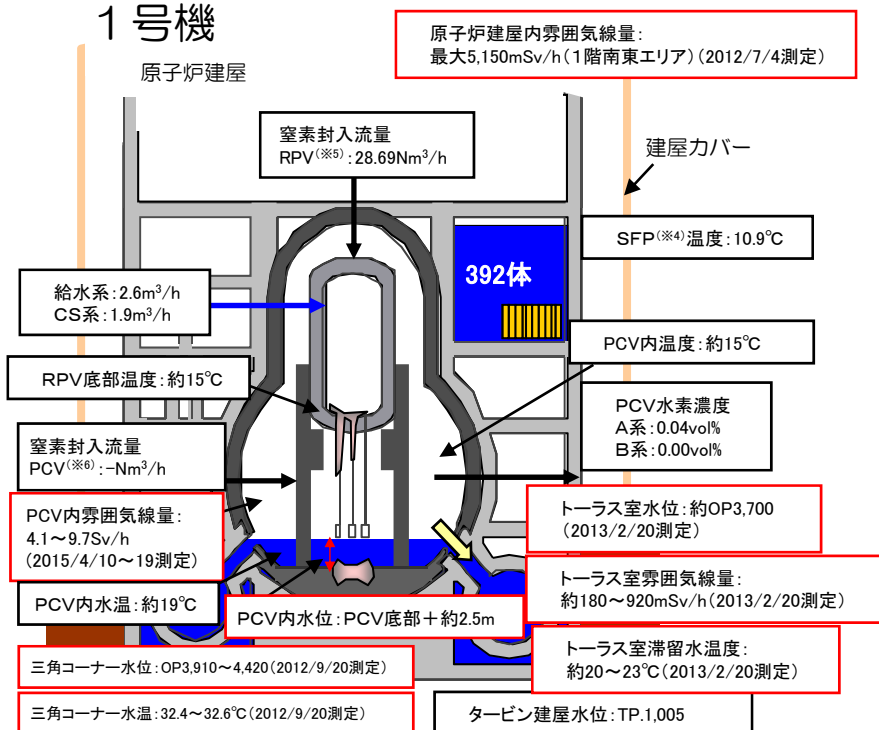 1号機
原子炉建屋内雰囲気線量:
最大5,150mSv/h(1階南東エリア)(2012/7/4測定)
原子炉建屋
窒素封入流量
RPV(※5):28.69Nm3/h
建屋カバー
SFP(※4)温度:10.9℃
392体
給水系:2.6m3/h
CS系:1.9m3/h
PCV内温度:約15℃
RPV底部温度:約15℃
PCV水素濃度
A系:0.04vol%
B系:0.00vol%
窒素封入流量
PCV(※6):-Nm3/h
PCV内雰囲気線量:
4.1~9.7Sv/h
(2015/4/10~19測定)
トーラス室水位:約OP3,700
(2013/2/20測定)
トーラス室雰囲気線量:
約180~920mSv/h(2013/2/20測定)
PCV内水温:約19℃
PCV内水位:PCV底部+約2.5m
トーラス室滞留水温度:
約20~23℃(2013/2/20測定)
三角コーナー水位:OP3,910~4,420(2012/9/20測定)
三角コーナー水温:32.4~32.6℃(2012/9/20測定)
タービン建屋水位:TP.1,005